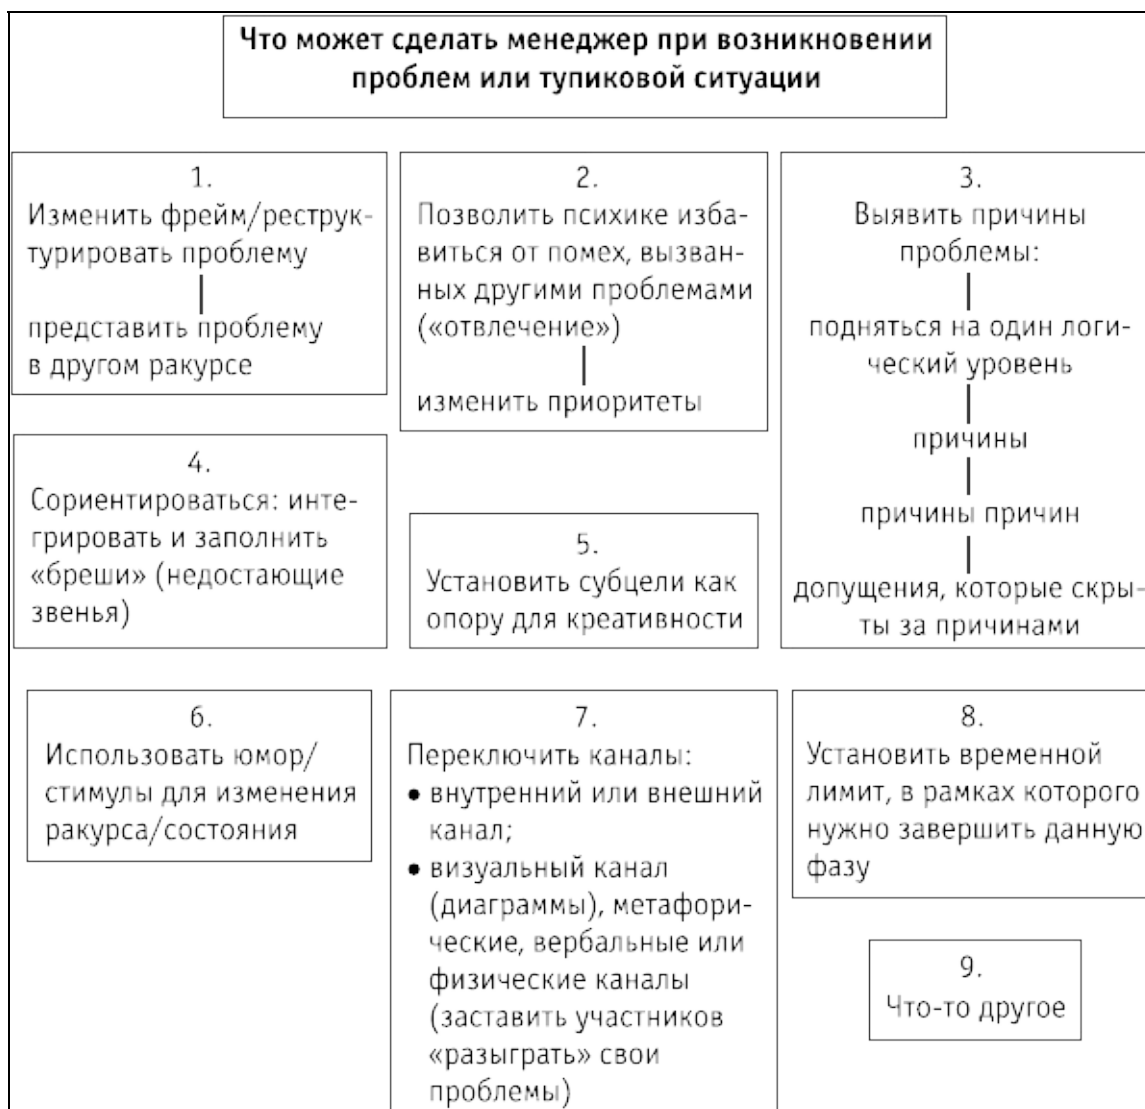 Что может сделать менеджер при возникновении
проблем или тупиковой ситуации
1.
Изменить фрейм/реструк-
турировать проблему
представить проблему
в другом ракурсе
2.
Позволить психике изба-
виться от помех, вызван-
ных другими проблемами
(«отвлечение»)
изменить приоритеты
3.
Выявить причины
проблемы:
подняться на один логи-
ческий уровень
причины
причины причин
допущения, которые скры-
ты за причинами
4.
Сориентироваться: инте-
грировать и заполнить
«бреши» (недостающие
звенья)
5.
Установить субцели как
опору для креативности
6.
Использовать юмор/
стимулы для изменения
ракурса/состояния
7.
Переключить каналы:
• внутренний или внешний
канал;
• визуальный канал
(диаграммы), метафори-
ческие, вербальные или
физические каналы
(заставить участников
«разыграть» свои
проблемы)
8.
Установить временной
лимит, в рамках которого
нужно завершить данную
фазу
9.
Что-то другое